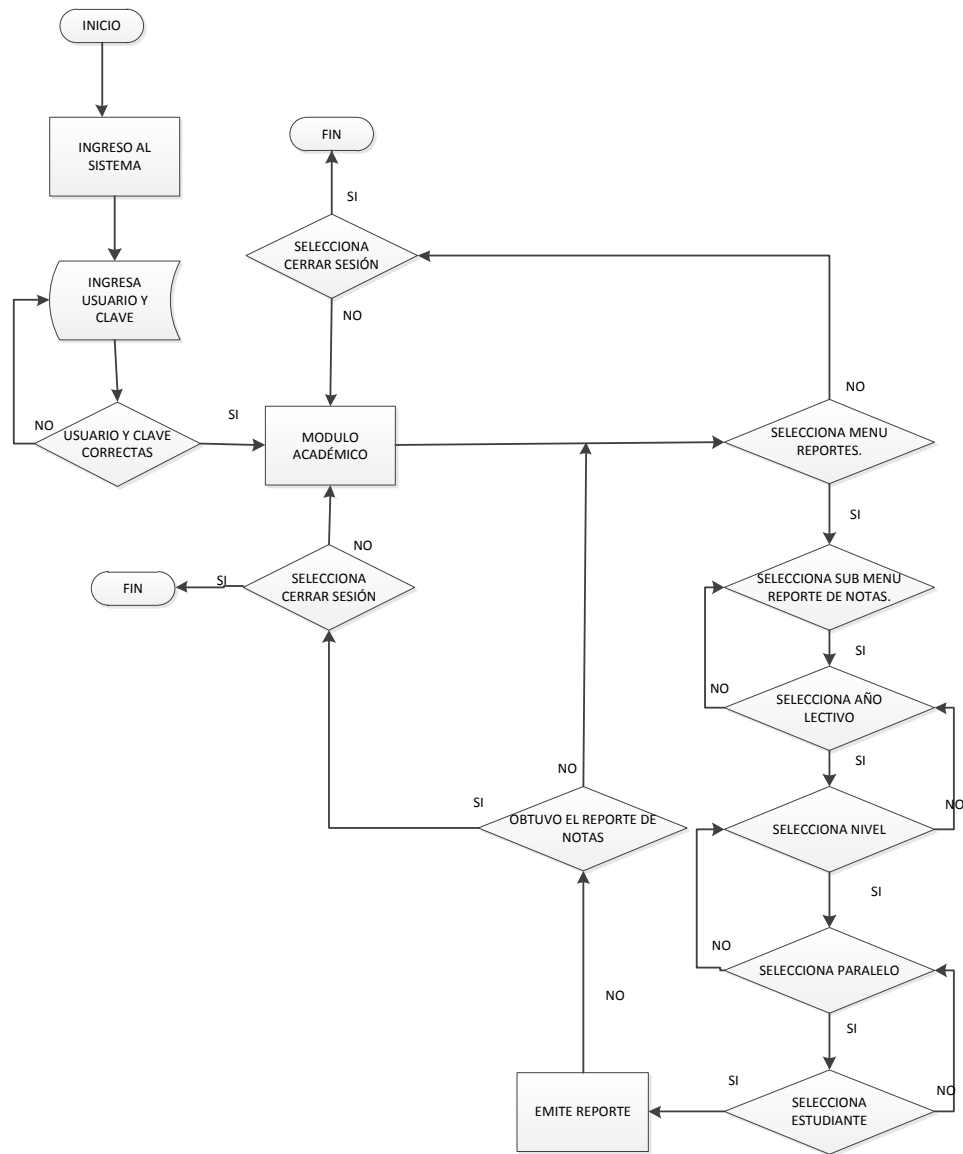 INICIO
INGRESO AL
SISTEMA
INGRESA
USUARIO Y
CLAVE
NO
USUARIO Y CLAVE
CORRECTAS
SI
FIN
SI
SELECCIONA
CERRAR SESIÓN
NO
MODULO
ACADÉMICO
NO
SELECCIONA
CERRAR SESIÓN
SI
FIN
NO
SELECCIONA MENU
REPORTES.
SI
SELECCIONA SUB MENU
REPORTE DE NOTAS.
SI
NO
SELECCIONA AÑO
LECTIVO
SI
NO
SELECCIONA NIVEL
SI
NO
SELECCIONA PARALELO
SI
NO
SELECCIONA
ESTUDIANTE
SI
EMITE REPORTE
NO
OBTUVO EL REPORTE DE
NOTAS
SI
NO